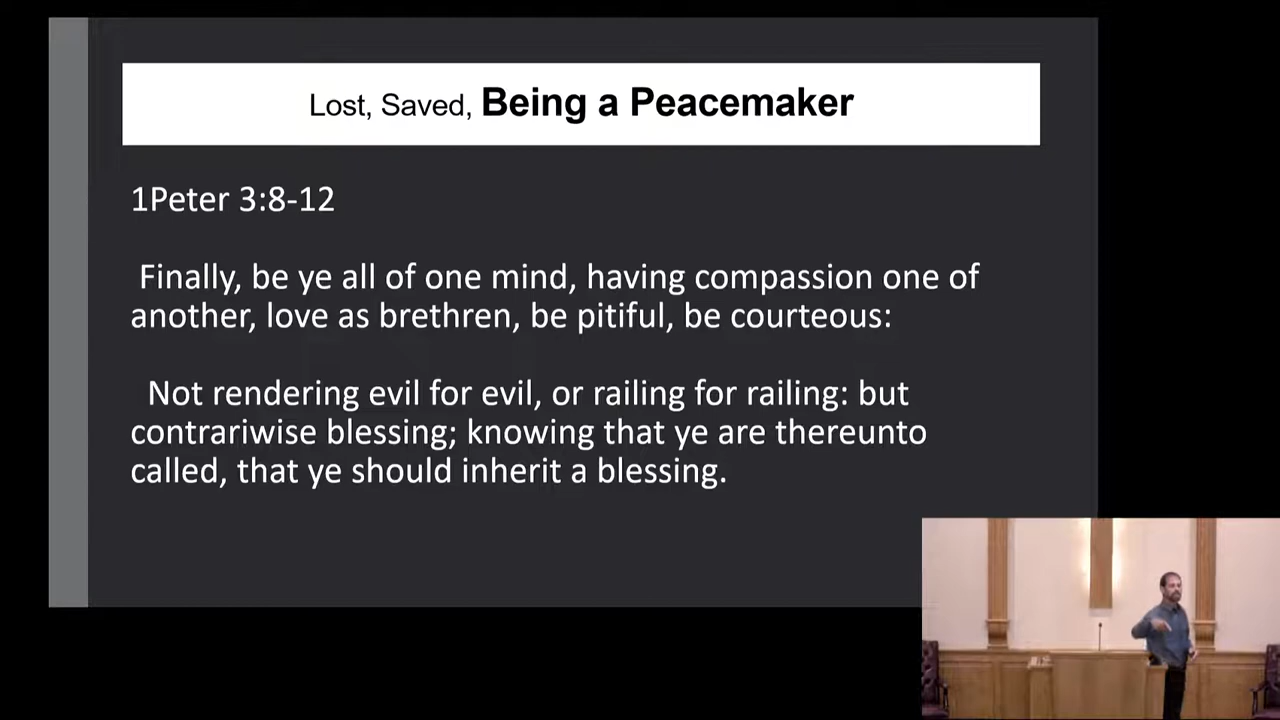 Lost, Saved, Being a Peacemaker
1Peter 3:8-12
Finally, be ye all of one mind, having compassion one of
another, love as brethren, be pitiful, be courteous:
Not rendering evil for evil, or railing for railing: but
contrariwise blessing; knowing that ye are thereunto
called, that ye should inherit a blessing.